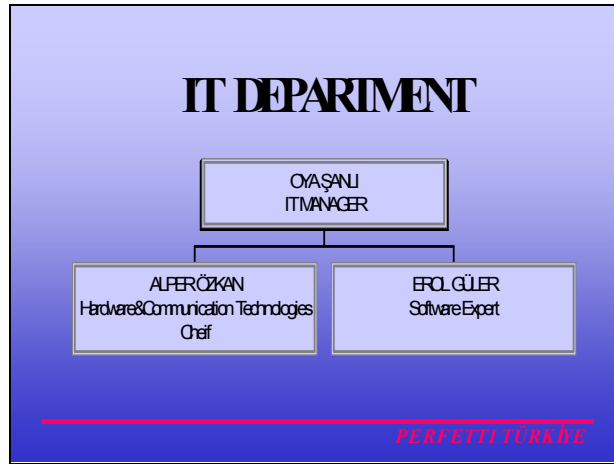 IT DEPARTMENT
OYA ŞANLI
IT MANAGER
ALPER ÖZKAN
Hardware&Communication Technologies
Cheif
EROL GÜLER
Software Expert
PERFETTI TÜRKİYE